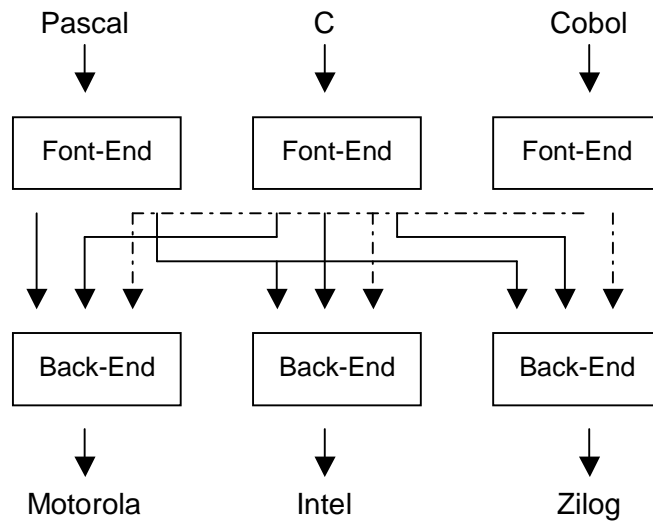 Pascal C Cobol
Font-End Font-End Font-End
Back-End Back-End Back-End
Motorola Intel Zilog